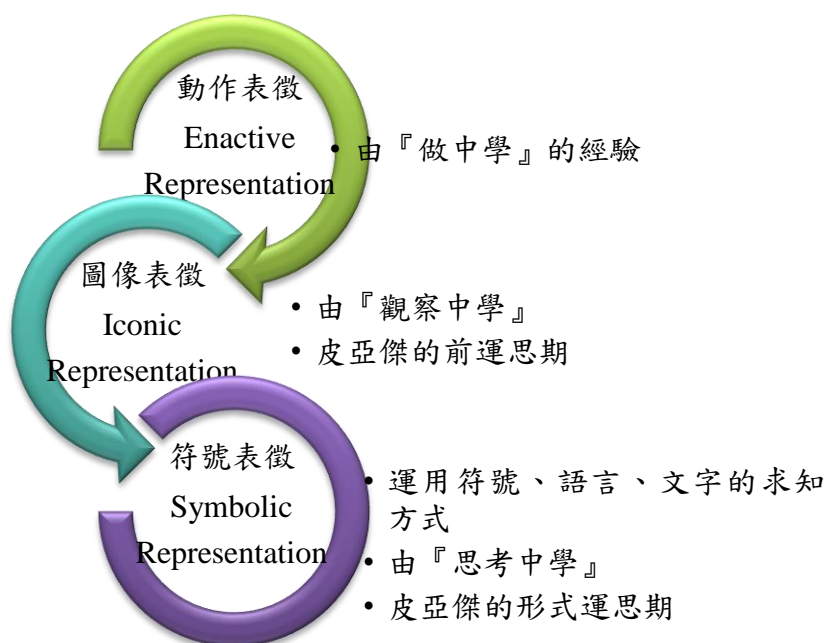 動作表徵
Enactive
Representation
• 由『做中學』的經驗
圖像表徵
Iconic
Representation
• 由『觀察中學』
• 皮亞傑的前運思期
符號表徵
Symbolic
Representation
• 運用符號、語言、文字的求知
方式
• 由『思考中學』
• 皮亞傑的形式運思期